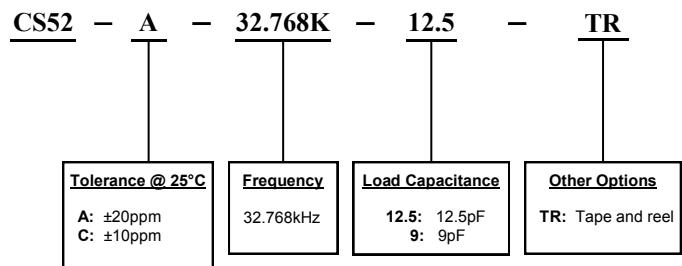 CS52 – A – 32.768K – 12.5 – TR
Tolerance @ 25°C
A: ±20ppm
C: ±10ppm
Frequency
32.768kHz
Load Capacitance
12.5: 12.5pF
9: 9pF
Other Options
TR: Tape and reel